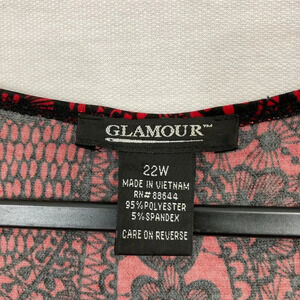 GLAMOUR™
22W
MADE IN VIETNAM
RN# 88644
95% POLYESTER
5% SPANDEX
CARE ON REVERSE